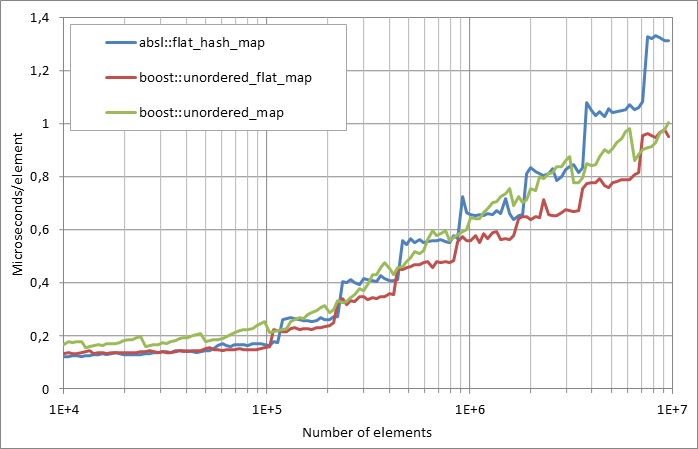 1,4
absl::flat_hash_map
1,2
boost::unordered_flat_map
boost::unordered_map
1
0,8
Microseconds/element
0,6
0,4
0,2
0
1E+4 1E+5 1E+6 1E+7
Number of elements